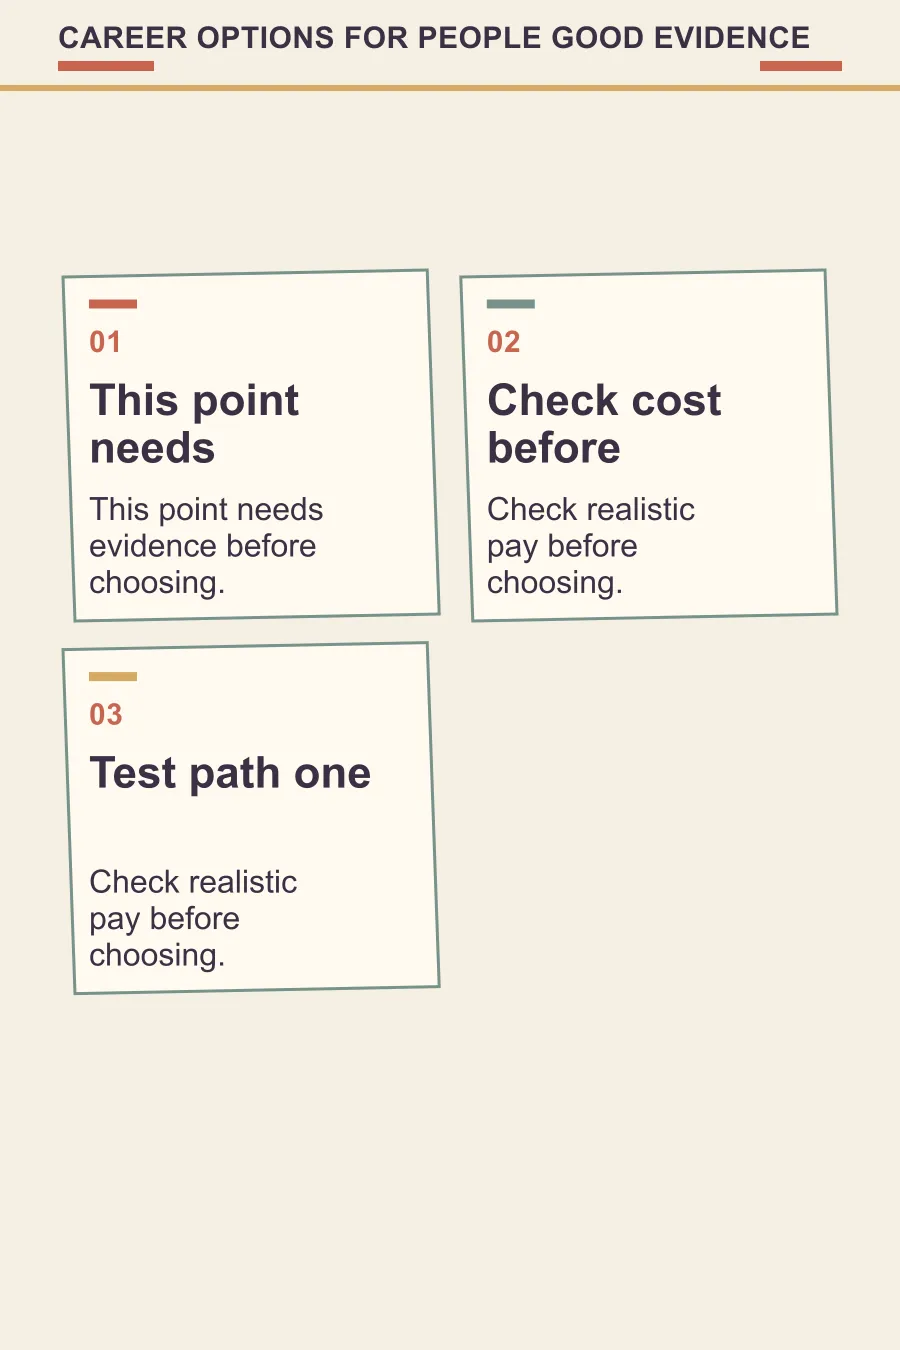 CAREER OPTIONS FOR PEOPLE GOOD EVIDENCE
01
This point
needs
This point needs
evidence before
choosing.
02
Check cost
before
Check realistic
pay before
choosing.
03
Test path one
Check realistic
pay before
choosing.